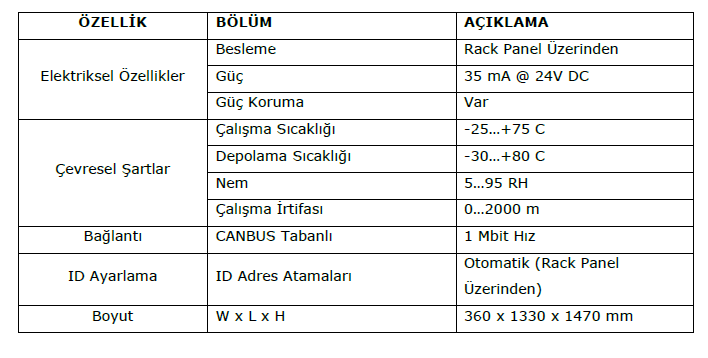 ÖZELLİK BÖLÜM AÇIKLAMA
Elektriksel Özellikler
Besleme Rack Panel Üzerinden
Güç 35 mA @ 24V DC
Güç Koruma Var
Çevresel Şartlar
Çalışma Sıcaklığı -25…+75 C
Depolama Sıcaklığı -30…+80 C
Nem 5…95 RH
Çalışma İrtifası 0…2000 m
Bağlantı CANBUS Tabanlı 1 Mbit Hız
ID Ayarlama ID Adres Atamaları Otomatik (Rack Panel
Üzerinden)
Boyut W x L x H 360 x 1330 x 1470 mm